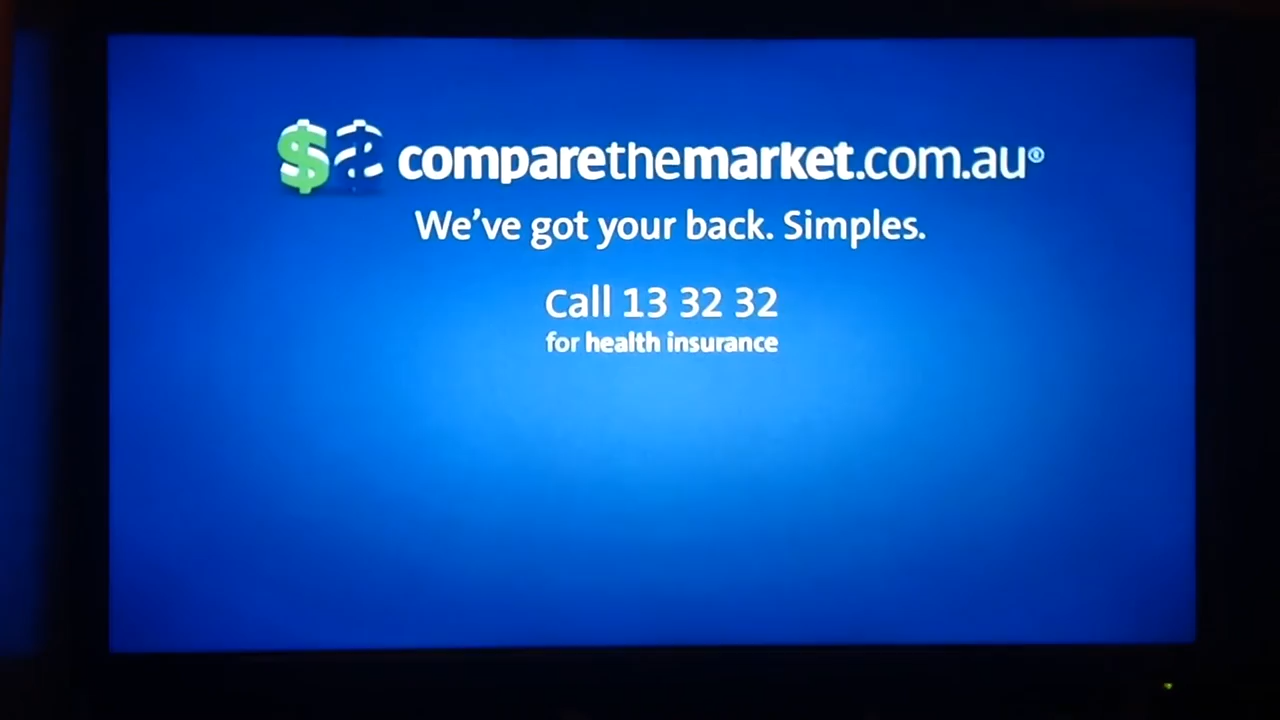 comparethemarket.com.au®
We've got your back. Simples.
Call 13 32 32
for health insurance